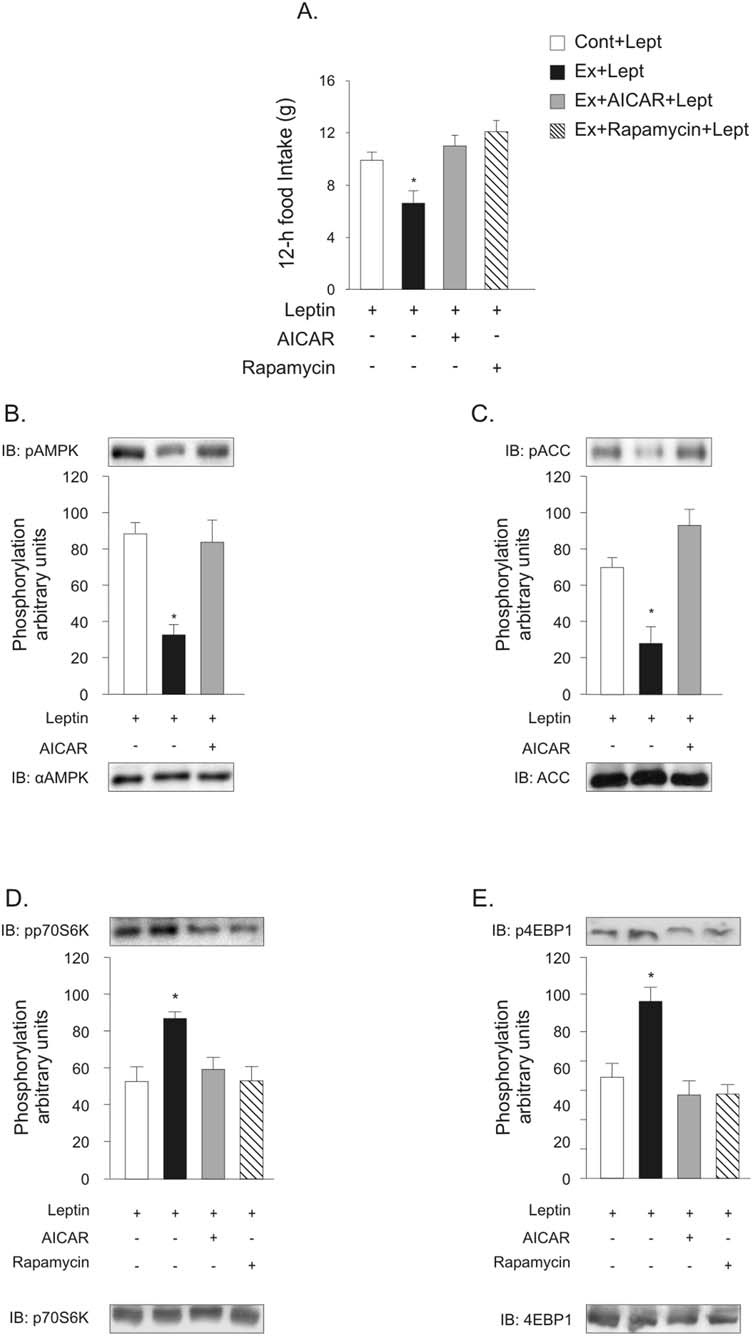 A.
Cont+Lept
Ex+Lept
Ex+AICAR+Lept
Ex+Rapamycin+Lept
12-h food Intake (g)
16
12
8
4
0
*
Leptin + + + +
AICAR - - + -
Rapamycin - - - +
B.
IB: pAMPK
Phosphorylation
arbitrary units
120
100
80
60
40
20
0
*
Leptin + + +
AICAR - - +
IB: αAMPK
C.
IB: pACC
Phosphorylation
arbitrary units
120
100
80
60
40
20
0
*
Leptin + + +
AICAR - - +
IB: ACC
D.
IB: pp70S6K
Phosphorylation
arbitrary units
120
100
80
60
40
20
0
*
Leptin + + + +
AICAR - - + -
Rapamycin - - - +
IB: p70S6K
E.
IB: p4EBP1
Phosphorylation
arbitrary units
120
100
80
60
40
20
0
*
Leptin + + + +
AICAR - - + -
Rapamycin - - - +
IB: 4EBP1